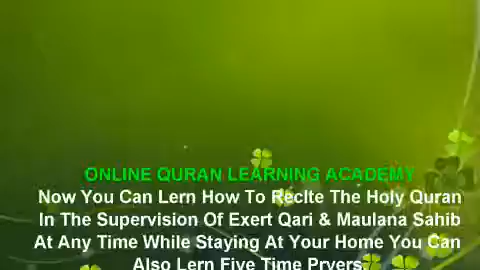 ONLINE QURAN LEARNING ACADEMY
Now You Can Lern How To RecIte The Holy Quran
In The Supervision Of Exert Qari & Maulana Sahib
At Any Time While Staying At Your Home You Can
Also Lern Five Time Pryers